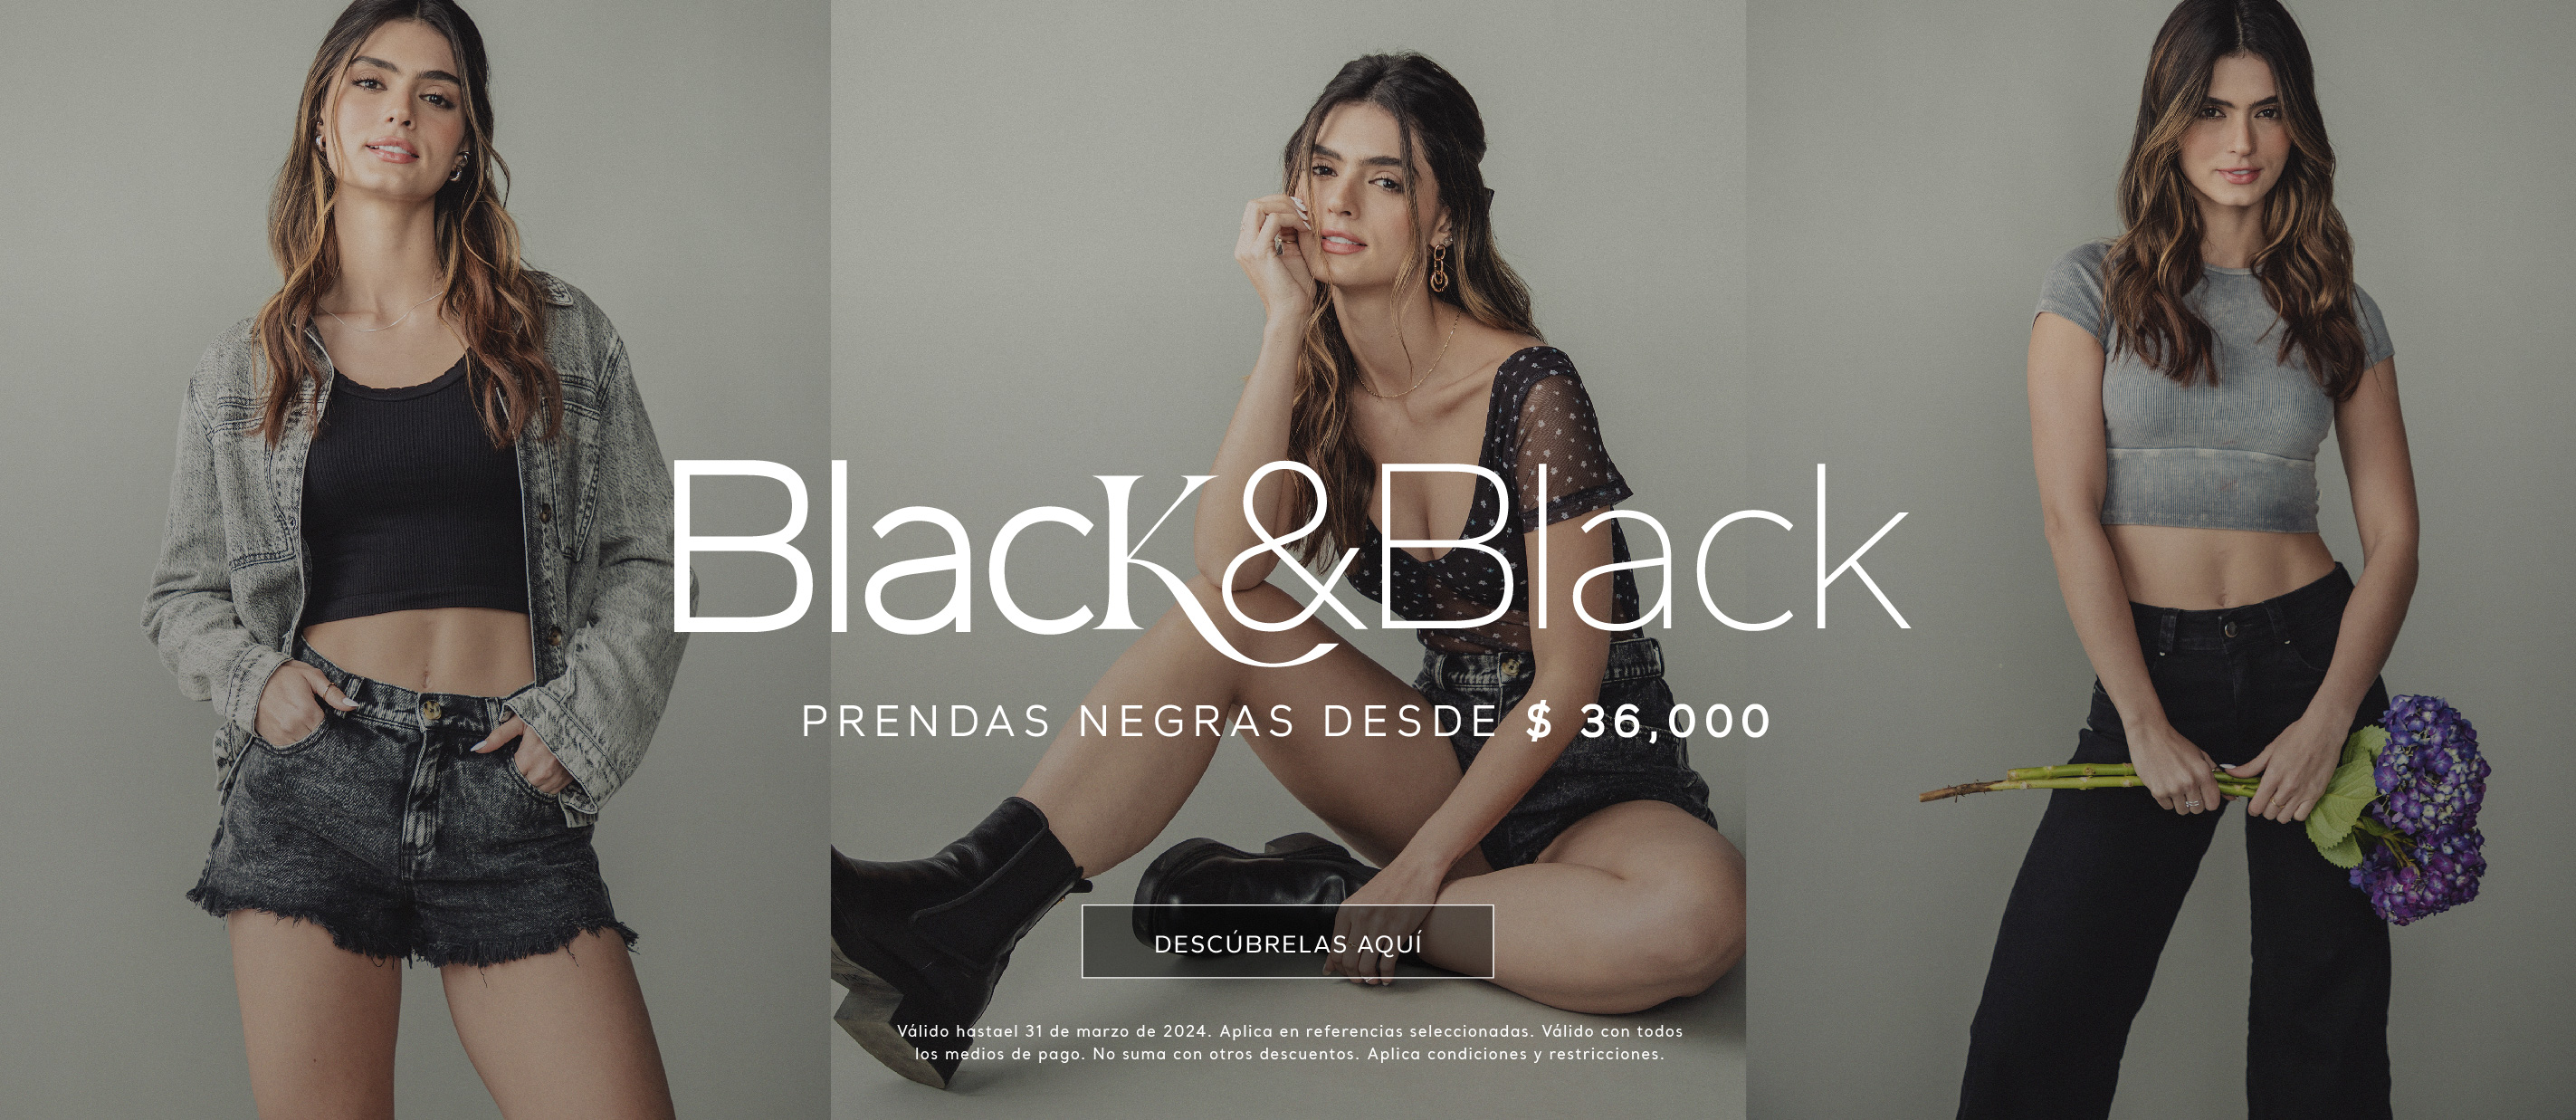 BlacK&Black
PRENDAS NEGRAS DESDE $ 36,000
DESCÚBRELAS AQUÍ
Válido hastael 31 de marzo de 2024. Aplica en referencias seleccionadas. Válido con todos
los medios de pago. No suma con otros descuentos. Aplica condiciones y restricciones.